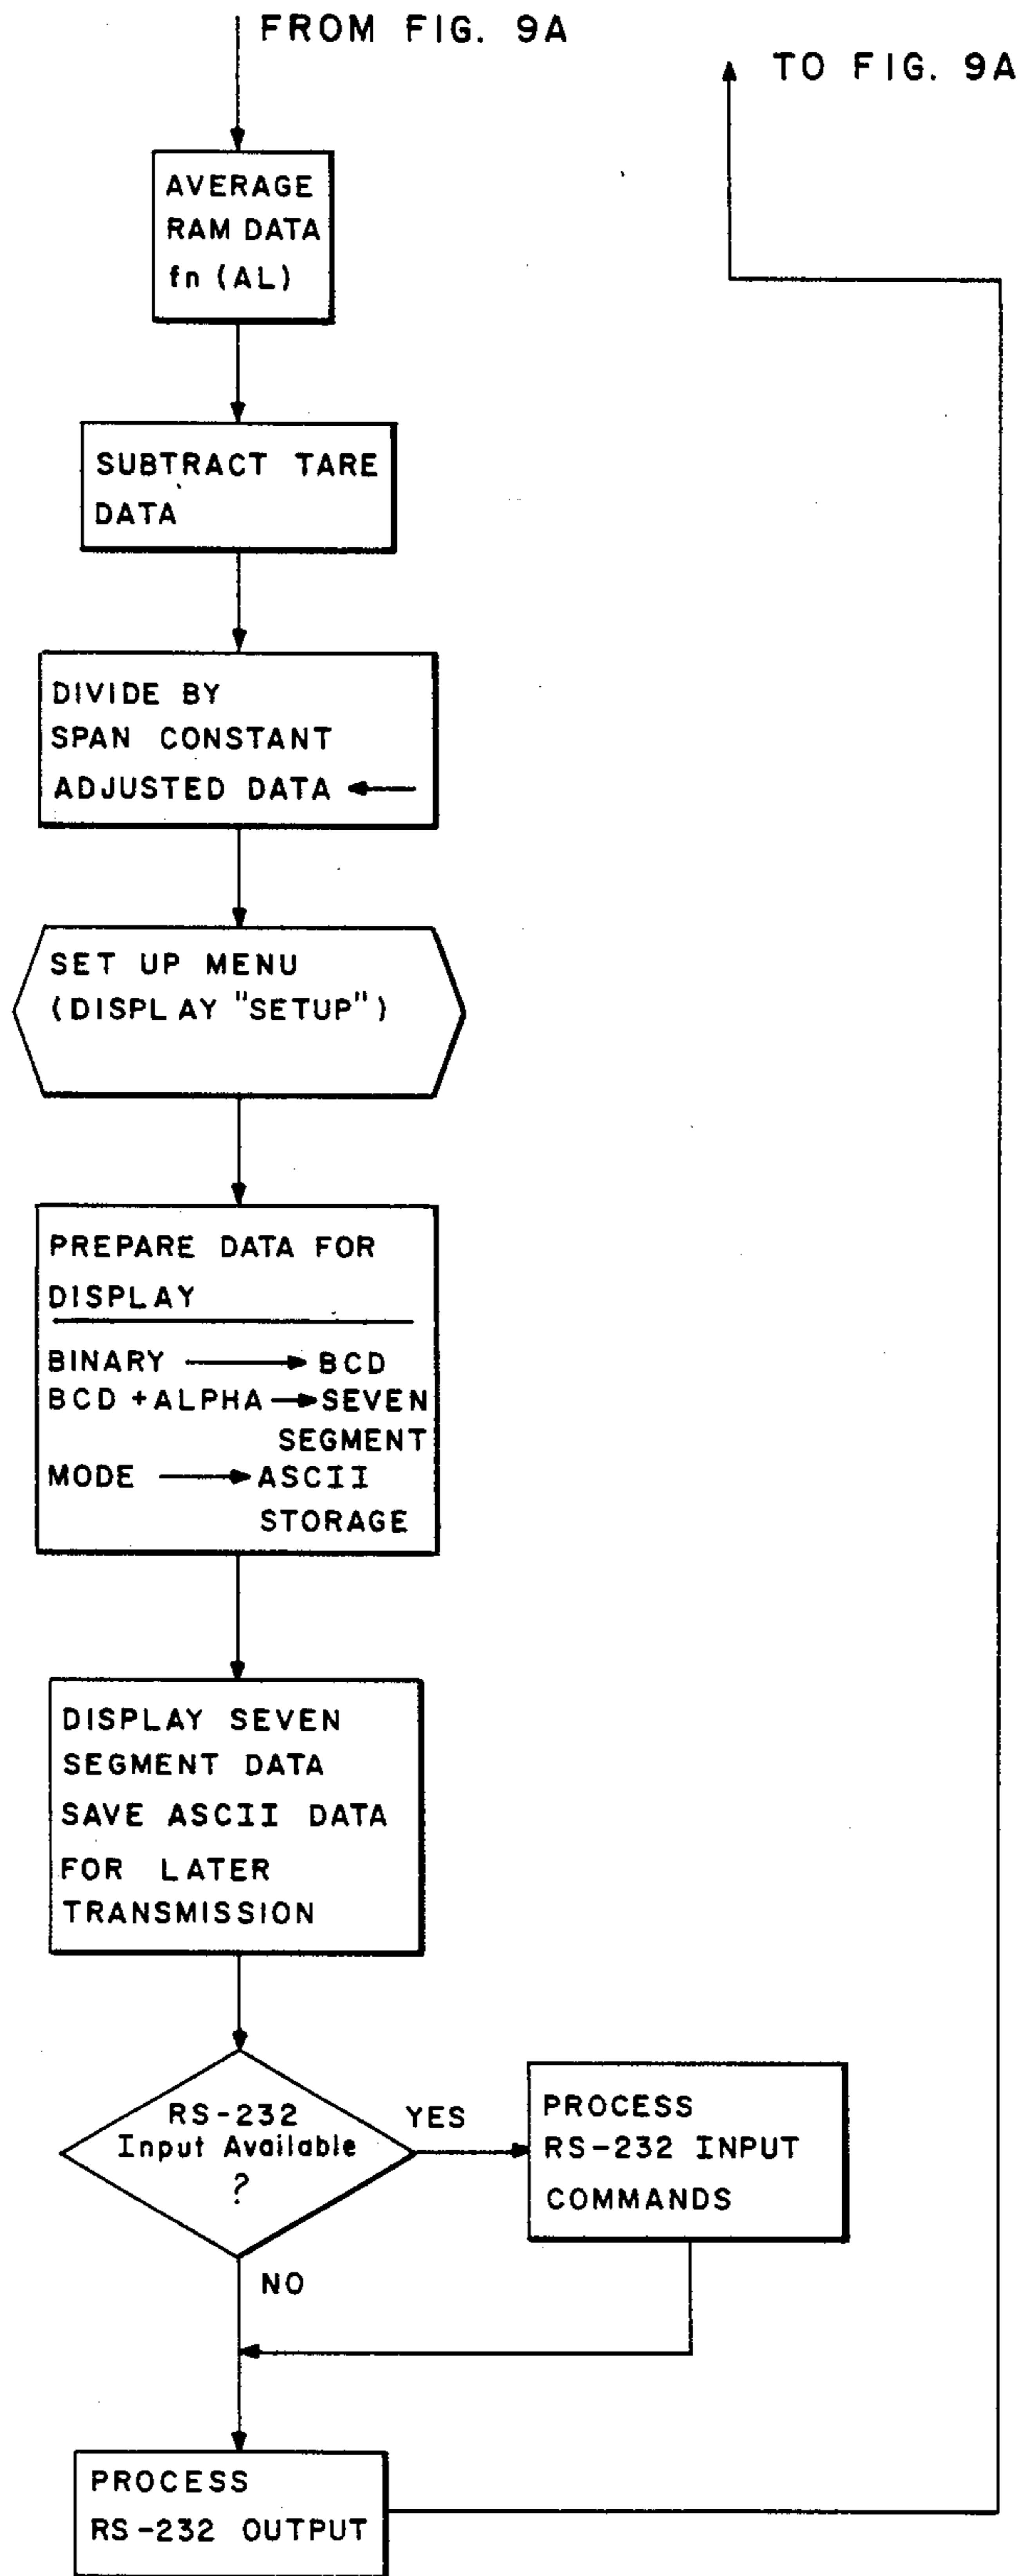 FROM FIG. 9A
TO FIG. 9A
AVERAGE
RAM DATA
fn (AL)
SUBTRACT TARE
DATA
DIVIDE BY
SPAN CONSTANT
ADJUSTED DATA ←
SET UP MENU
(DISPLAY "SETUP")
PREPARE DATA FOR
DISPLAY
BINARY → BCD
BCD + ALPHA → SEVEN
SEGMENT
MODE → ASCII
STORAGE
DISPLAY SEVEN
SEGMENT DATA
SAVE ASCII DATA
FOR LATER
TRANSMISSION
RS-232
Input Available
?
YES
PROCESS
RS-232 INPUT
COMMANDS
NO
PROCESS
RS-232 OUTPUT